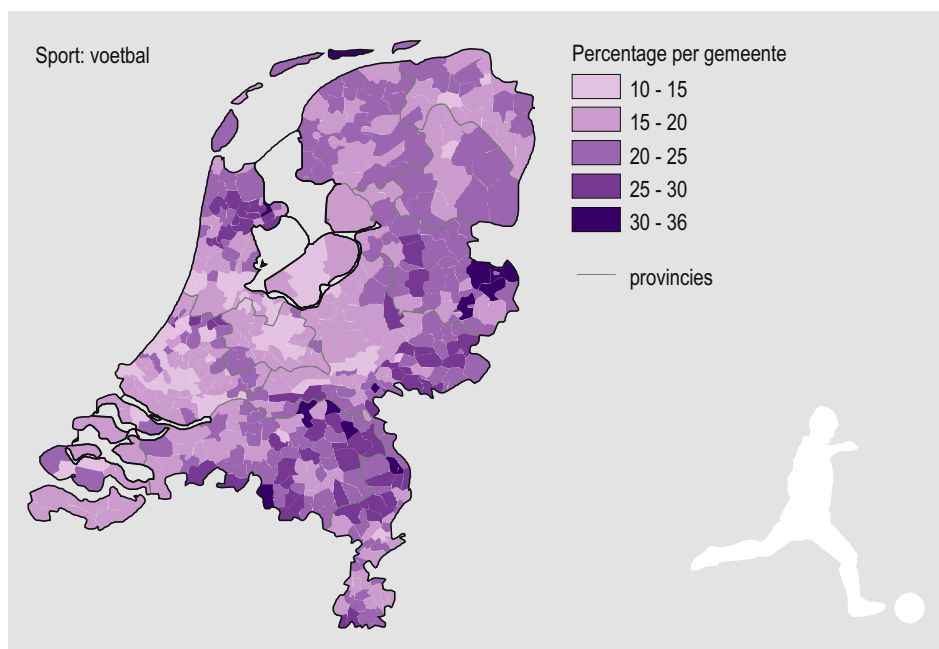 Sport: voetbal
Percentage per gemeente
10 - 15
15 - 20
20 - 25
25 - 30
30 - 36
provincies